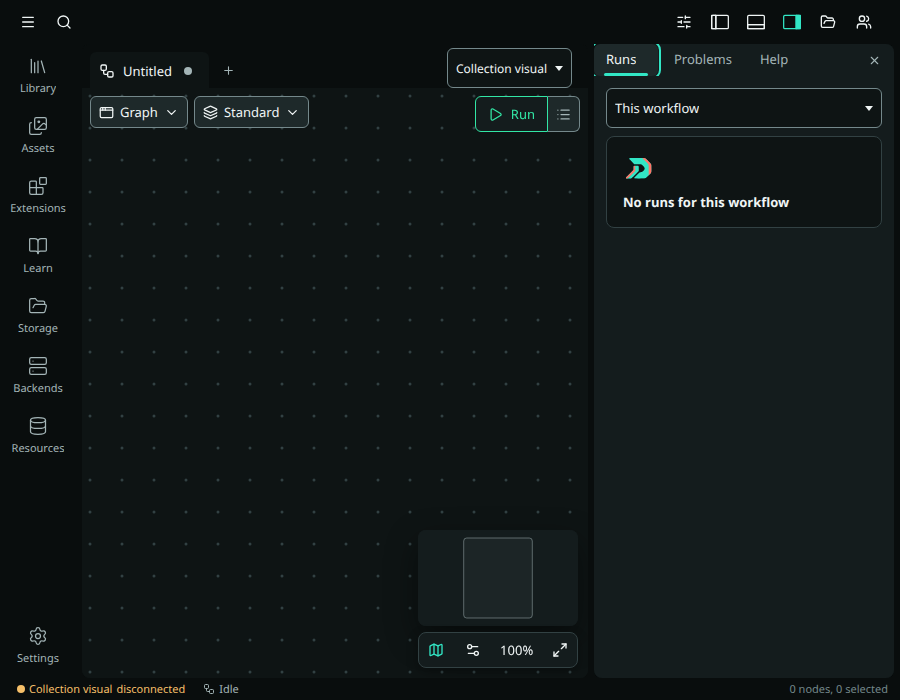 Untitled
Collection visual
Runs
Problems
Help
Library
Assets
Extensions
Learn
Storage
Backends
Resources
Settings
Graph
Standard
Run
This workflow
No runs for this workflow
100%
Collection visual disconnected
Idle
0 nodes, 0 selected